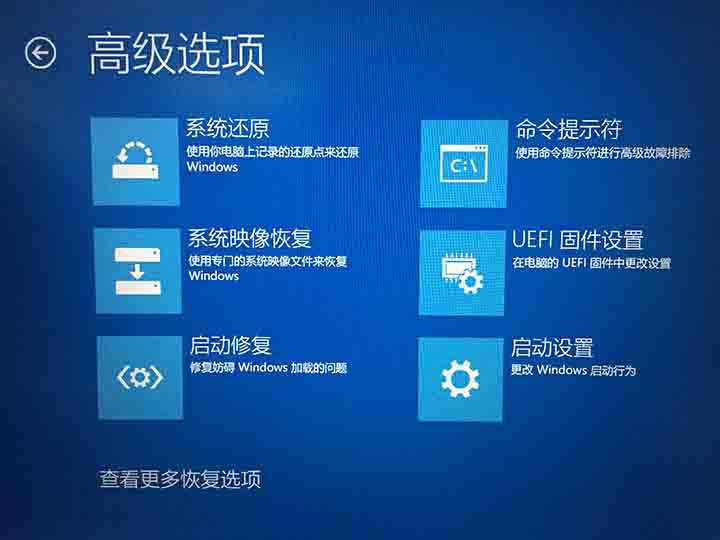 高级选项
系统还原
使用你电脑上记录的还原点来还原
Windows
命令提示符
使用命令提示符进行高级故障排除
C:\
系统映像恢复
使用专门的系统映像文件来恢复
Windows
UEFI 固件设置
在电脑的 UEFI 固件中更改设置
启动修复
修复妨碍 Windows 加载的问题
启动设置
更改 Windows 启动行为
查看更多恢复选项